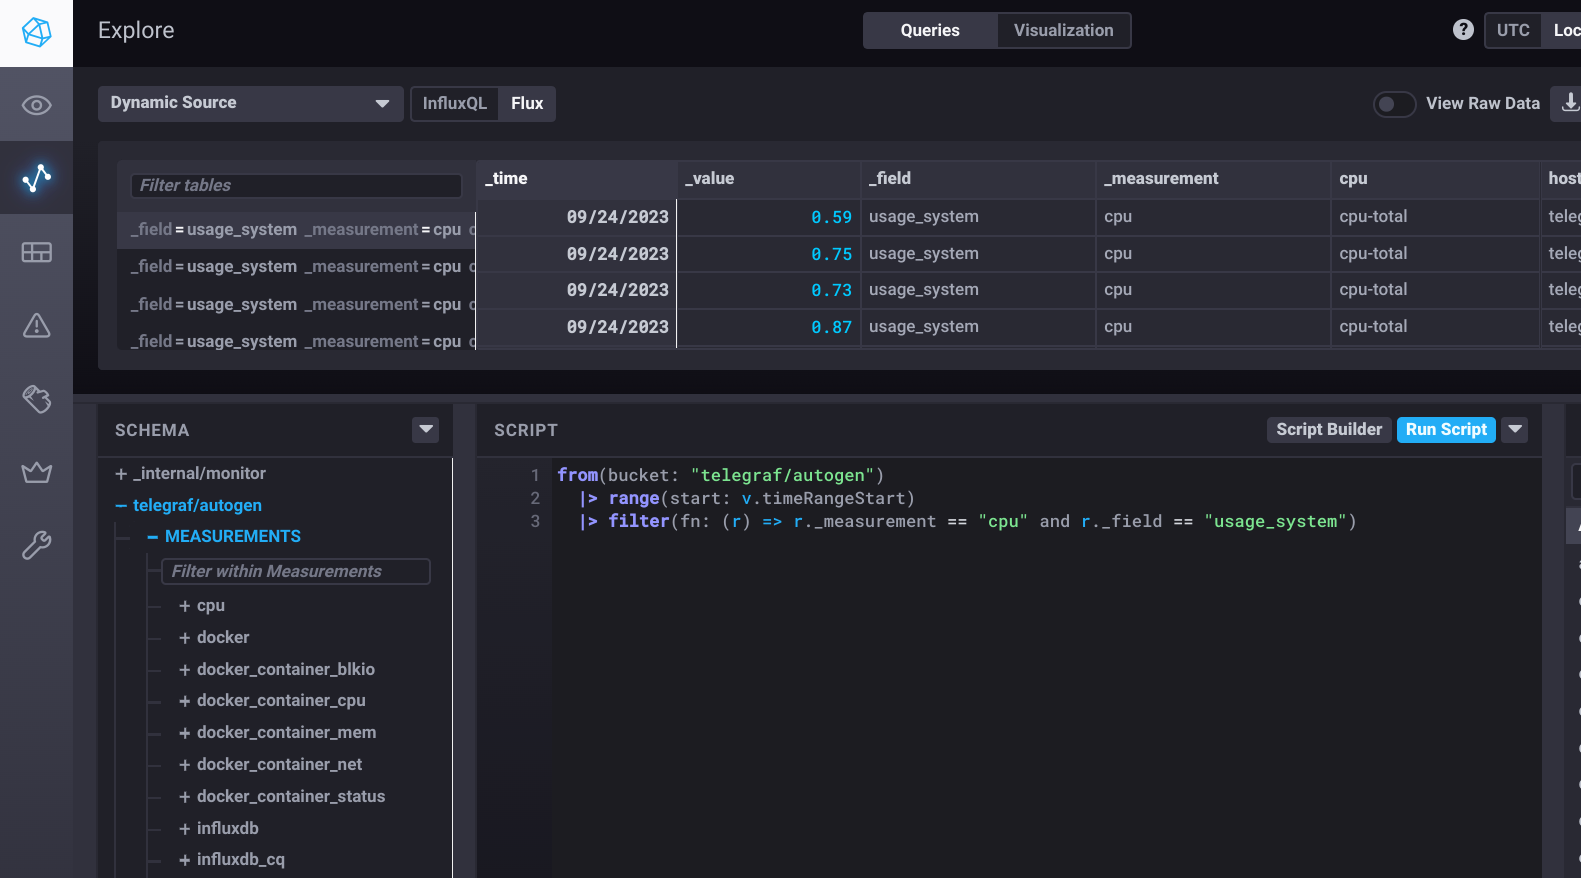 Explore
Queries
Visualization
?
UTC
Loc
Dynamic Source
InfluxQL
Flux
View Raw Data
Filter tables
_field = usage_system _measurement = cpu c
_field = usage_system _measurement = cpu c
_field = usage_system _measurement = cpu c
_field = usage_system _measurement = cpu c
_time _value _field _measurement cpu host
09/24/2023 0.59 usage_system cpu cpu-total teleg
09/24/2023 0.75 usage_system cpu cpu-total teleg
09/24/2023 0.73 usage_system cpu cpu-total teleg
09/24/2023 0.87 usage_system cpu cpu-total teleg
SCHEMA
+ _internal/monitor
– telegraf/autogen
– MEASUREMENTS
Filter within Measurements
+ cpu
+ docker
+ docker_container_blkio
+ docker_container_cpu
+ docker_container_mem
+ docker_container_net
+ docker_container_status
+ influxdb
+ influxdb_cq
SCRIPT
Script Builder
Run Script
1 from(bucket: "telegraf/autogen")
2 |> range(start: v.timeRangeStart)
3 |> filter(fn: (r) => r._measurement == "cpu" and r._field == "usage_system")